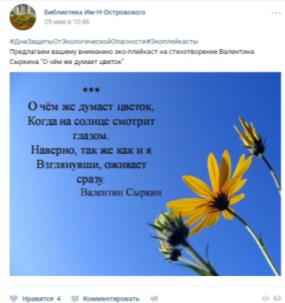 Библиотека Им-Н-Островского
29 мая в 10:48
#ДниЗащитыОтЭкологическойОпасности#Экоплейкасты
Предлагаем вашему вниманию эко-плейкаст на стихотворение Валентина
Сыркина "О чём же думает цветок"
***
О чём же думает цветок,
Когда на солнце смотрит
глазом.
Наверно, так же как и я
Взглянувши, оживает
сразу.
Валентин Сыркин
Нравится 4 Комментировать 63